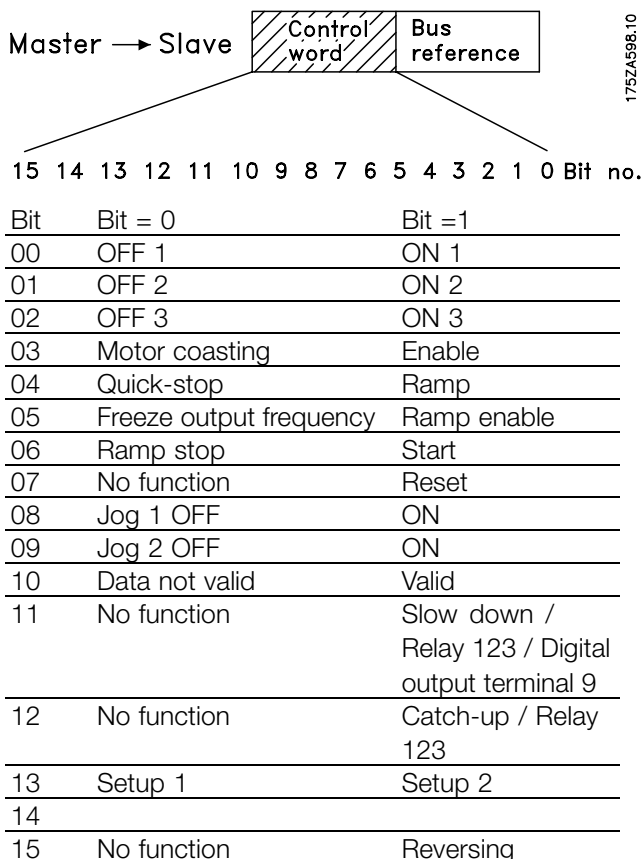 Master → Slave Control word Bus reference
175ZA598.10
15 14 13 12 11 10 9 8 7 6 5 4 3 2 1 0 Bit no.
Bit Bit = 0 Bit =1
00 OFF 1 ON 1
01 OFF 2 ON 2
02 OFF 3 ON 3
03 Motor coasting Enable
04 Quick-stop Ramp
05 Freeze output frequency Ramp enable
06 Ramp stop Start
07 No function Reset
08 Jog 1 OFF ON
09 Jog 2 OFF ON
10 Data not valid Valid
11 No function Slow down /
Relay 123 / Digital
output terminal 9
12 No function Catch-up / Relay
123
13 Setup 1 Setup 2
14
15 No function Reversing